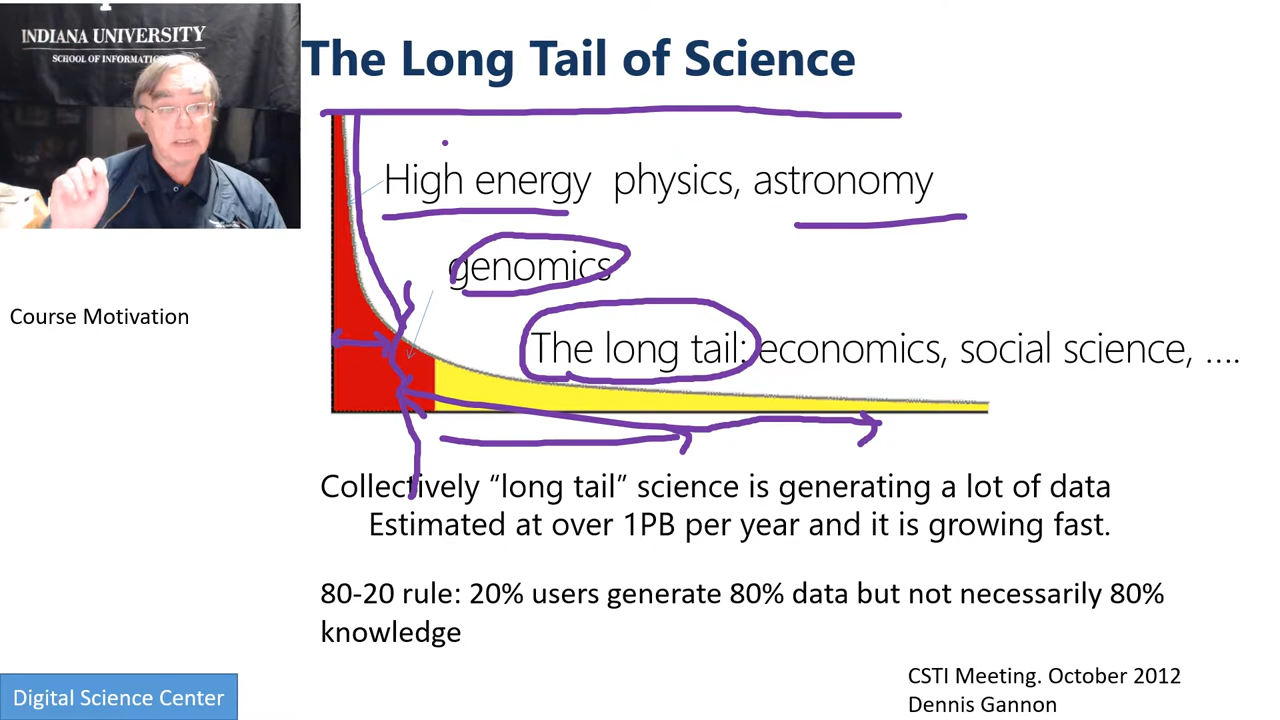 INDIANA UNIVERSITY
SCHOOL OF INFORMATI
The Long Tail of Science
High energy physics, astronomy
genomics
The long tail: economics, social science, ....
Course Motivation
Collectively “long tail” science is generating a lot of data
Estimated at over 1PB per year and it is growing fast.
80-20 rule: 20% users generate 80% data but not necessarily 80%
knowledge
Digital Science Center
CSTI Meeting. October 2012
Dennis Gannon